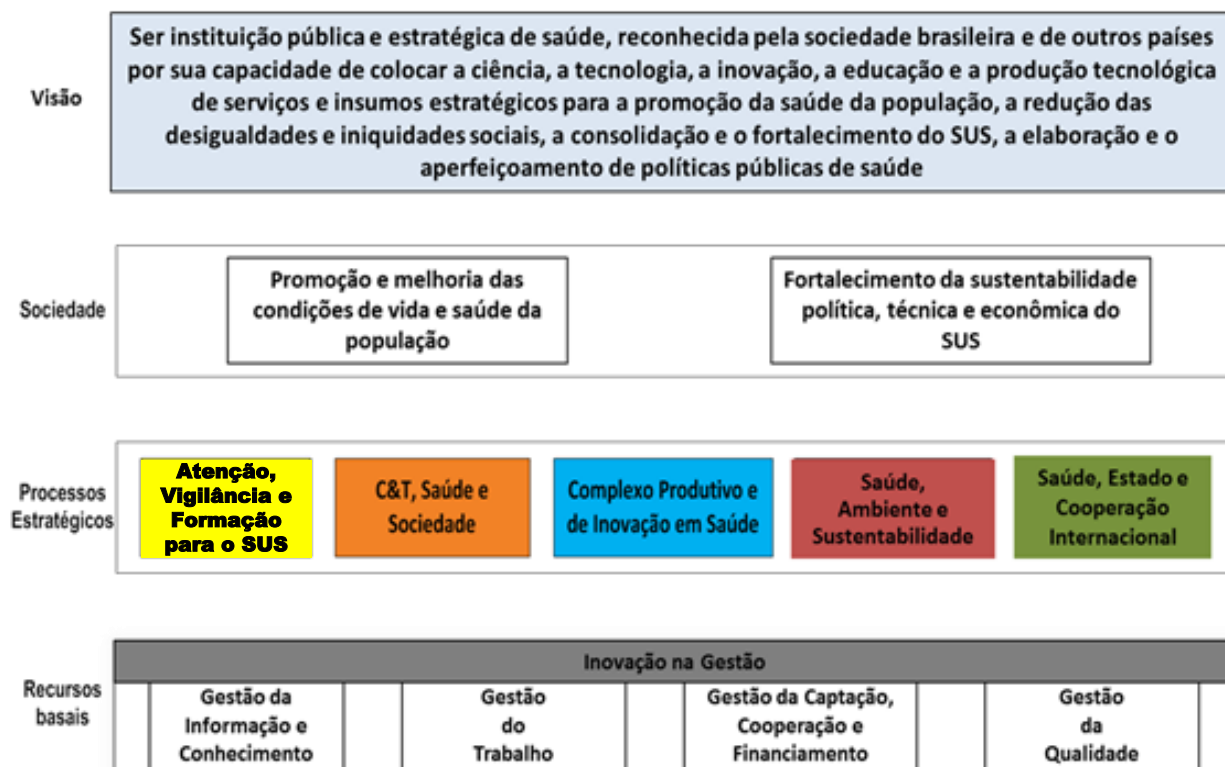 Visão
Ser instituição pública e estratégica de saúde, reconhecida pela sociedade brasileira e de outros países
por sua capacidade de colocar a ciência, a tecnologia, a inovação, a educação e a produção tecnológica
de serviços e insumos estratégicos para a promoção da saúde da população, a redução das
desigualdades e iniquidades sociais, a consolidação e o fortalecimento do SUS, a elaboração e o
aperfeiçoamento de políticas públicas de saúde
Sociedade
Promoção e melhoria das
condições de vida e saúde da
população
Fortalecimento da sustentabilidade
política, técnica e econômica do
SUS
Processos
Estratégicos
Atenção,
Vigilância e
Formação
para o SUS
C&T, Saúde e
Sociedade
Complexo Produtivo e
de Inovação em Saúde
Saúde,
Ambiente e
Sustentabilidade
Saúde, Estado e
Cooperação
Internacional
Recursos
basais
Inovação na Gestão
Gestão da
Informação e
Conhecimento
Gestão
do
Trabalho
Gestão da Captação,
Cooperação e
Financiamento
Gestão
da
Qualidade